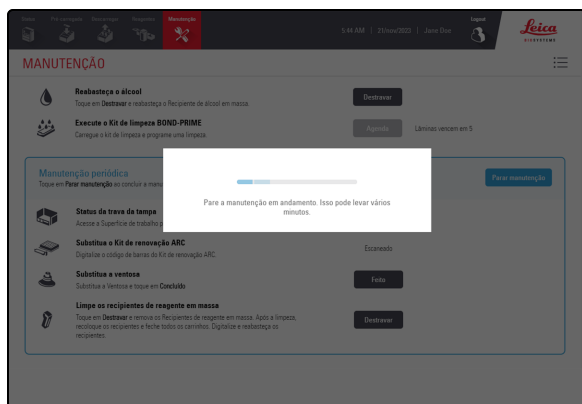 Manutenção
5:44 AM | 21/nov/2023 | Jane Doe
Logout
Leica
BIOSYSTEMS
MANUTENÇÃO
Reabasteça o álcool
Toque em Destravar e reabasteça o Recipiente de álcool em massa.
Destravar
Execute o Kit de limpeza BOND-PRIME
Carregue o kit de limpeza e programe uma limpeza.
Agenda
Lâminas vencem em 5
Manutenção periódica
Toque em Parar manutenção ao concluir a manu
Parar manutenção
Pare a manutenção em andamento. Isso pode levar vários
minutos.
Status da trava da tampa
Acesse a Superfície de trabalho p
Substitua o Kit de renovação ARC
Digitalize o código de barras do Kit de renovação ARC.
Escaneado
Substitua a ventosa
Substitua a Ventosa e toque em Concluído
Feito
Limpe os recipientes de reagente em massa
Toque em Destravar e remova os Recipientes de reagente em massa. Após a limpeza,
recoloque os recipientes e feche todos os carrinhos. Digitalize e reabasteça os
recipientes.
Destravar